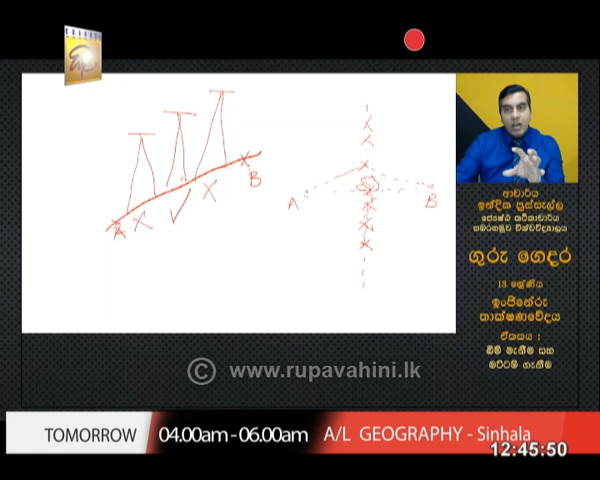 A
B
A
B
ආචාර්ය
ඉන්දික පුස්සැල්ල
ජ්‍යෙෂ්ඨ කථිකාචාර්ය
සබරගමුව විශ්වවිද්‍යාලය
ගුරු ගෙදර
13 ශ්‍රේණිය
ඉංජිනේරු
තාක්ෂණවේදය
ඒකකය :
බිම් මැනීම සහ
මට්ටම් ගැනීම
© www.rupavahini.lk
TOMORROW 04.00am - 06.00am A/L GEOGRAPHY - Sinhala
12:45:50